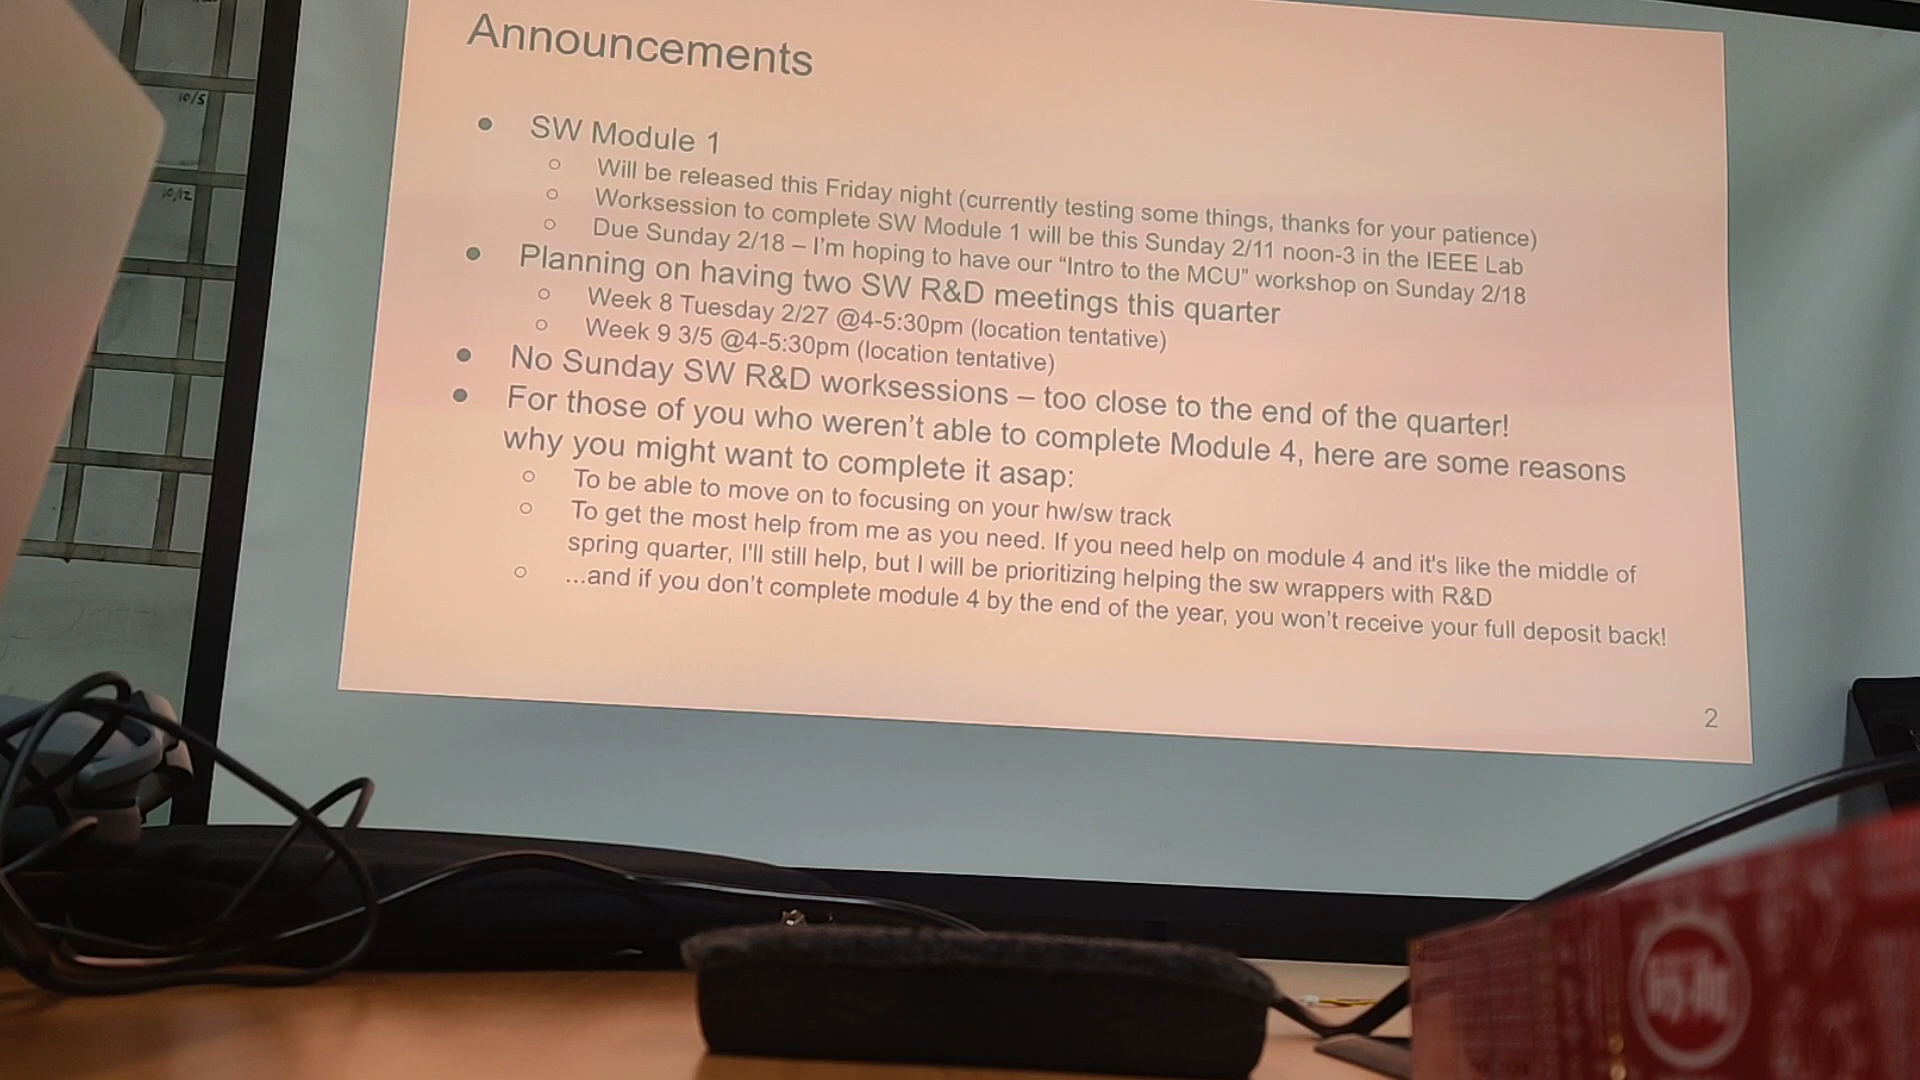 10/5
10/12
Announcements
SW Module 1
Will be released this Friday night (currently testing some things, thanks for your patience)
Worksession to complete SW Module 1 will be this Sunday 2/11 noon-3 in the IEEE Lab
Due Sunday 2/18 – I'm hoping to have our “Intro to the MCU” workshop on Sunday 2/18
Planning on having two SW R&D meetings this quarter
Week 8 Tuesday 2/27 @4-5:30pm (location tentative)
Week 9 3/5 @4-5:30pm (location tentative)
No Sunday SW R&D worksessions – too close to the end of the quarter!
For those of you who weren't able to complete Module 4, here are some reasons
why you might want to complete it asap:
To be able to move on to focusing on your hw/sw track
To get the most help from me as you need. If you need help on module 4 and it's like the middle of
spring quarter, I'll still help, but I will be prioritizing helping the sw wrappers with R&D
...and if you don't complete module 4 by the end of the year, you won't receive your full deposit back!
2